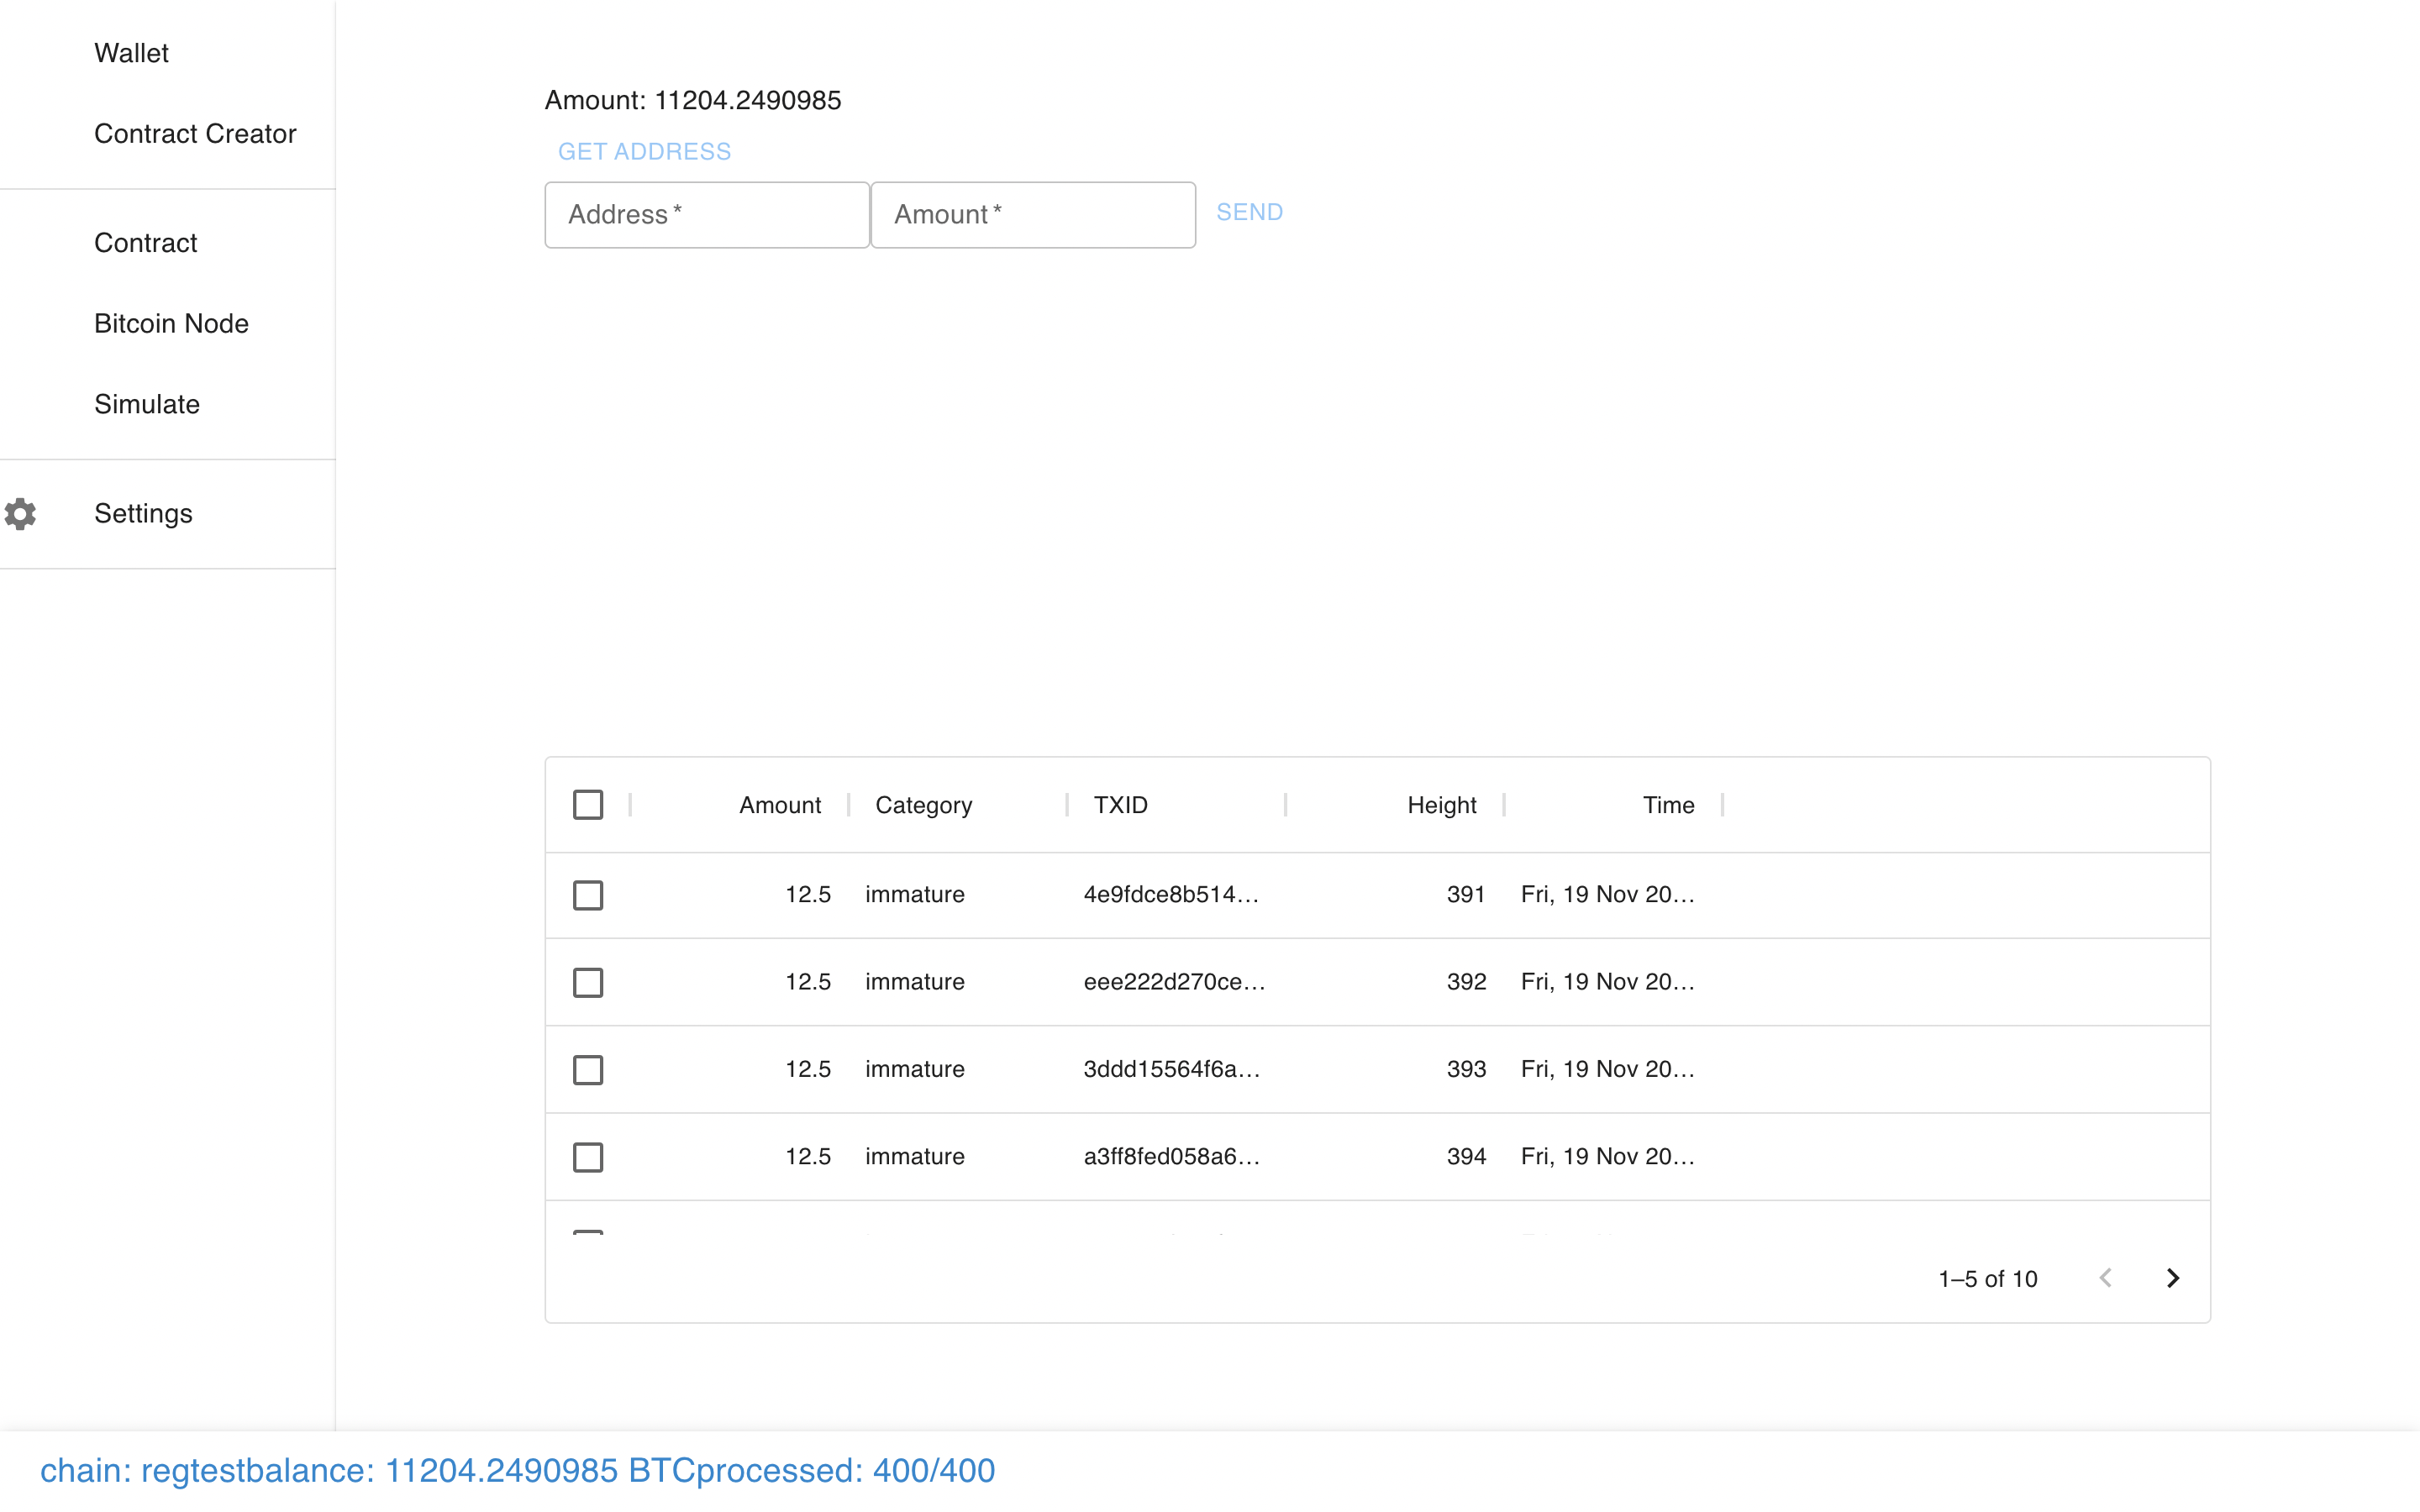 Wallet
Contract Creator
Contract
Bitcoin Node
Simulate
Settings
Amount: 11204.2490985
GET ADDRESS
Address * Amount * SEND
Amount Category TXID Height Time
12.5 immature 4e9fdce8b514... 391 Fri, 19 Nov 20...
12.5 immature eee222d270ce... 392 Fri, 19 Nov 20...
12.5 immature 3ddd15564f6a... 393 Fri, 19 Nov 20...
12.5 immature a3ff8fed058a6... 394 Fri, 19 Nov 20...
1–5 of 10
chain: regtestbalance: 11204.2490985 BTCprocessed: 400/400